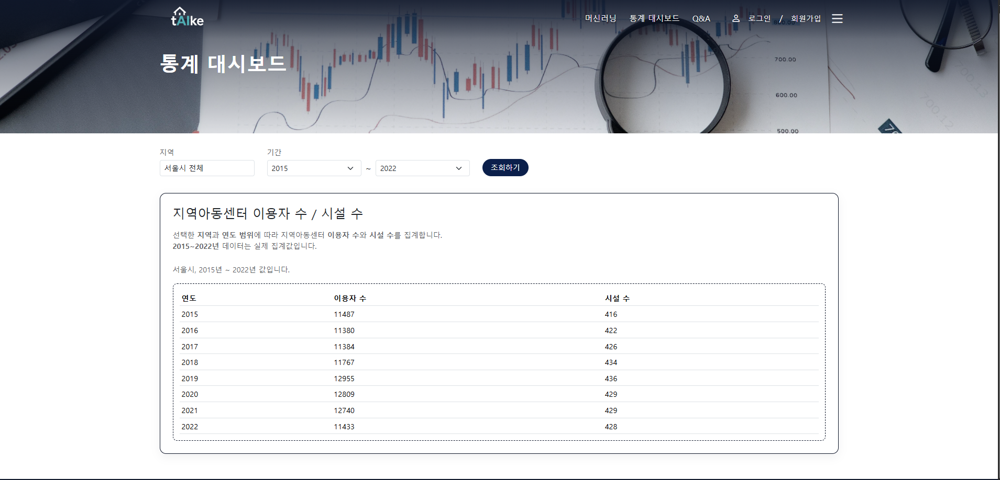 tAIke
머신러닝 통계 대시보드 Q&A 로그인 / 회원가입
800.00
통계 대시보드
700.00
600.00
500.00
700.13
700.12
지역 기간
서울시 전체 2015 ~ 2022 조회하기
지역아동센터 이용자 수 / 시설 수
선택한 지역과 연도 범위에 따라 지역아동센터 이용자 수와 시설 수를 집계합니다.
2015~2022년 데이터는 실제 집계값입니다.
서울시, 2015년 ~ 2022년 값입니다.
연도 이용자 수 시설 수
2015 11487 416
2016 11380 422
2017 11384 426
2018 11767 434
2019 12955 436
2020 12809 429
2021 12740 429
2022 11433 428